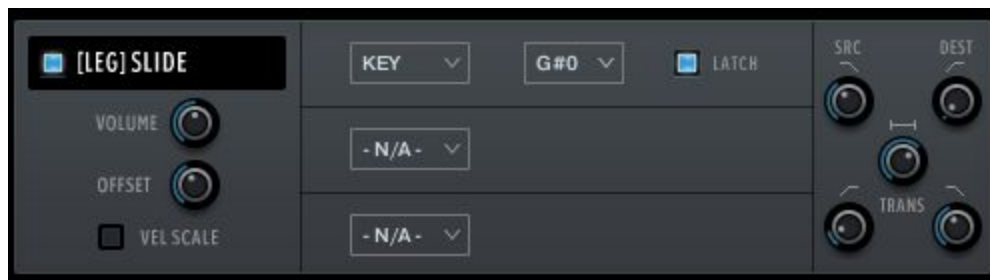 [LEG] SLIDE
VOLUME
OFFSET
VEL SCALE
KEY G#0 LATCH
- N/A -
- N/A -
SRC DEST
TRANS